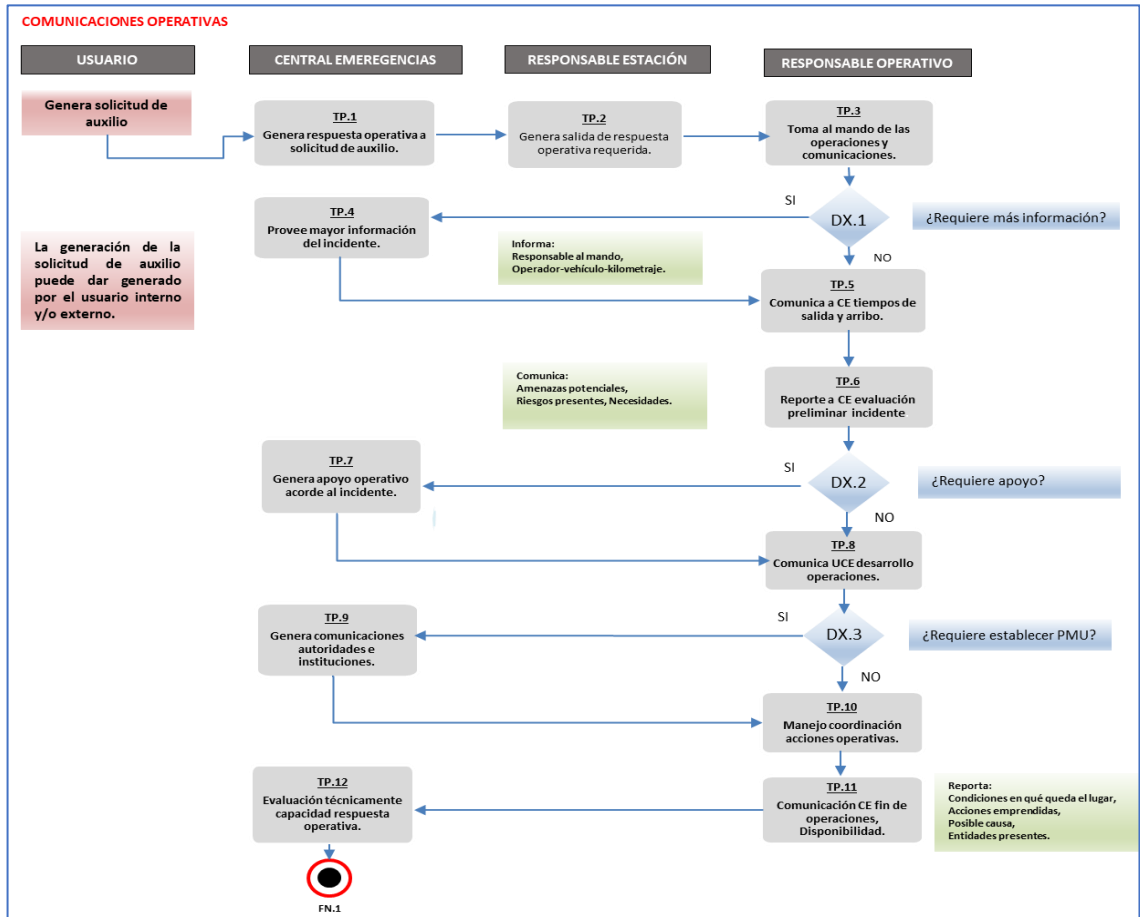 COMUNICACIONES OPERATIVAS
USUARIO
CENTRAL EMEREGENCIAS
RESPONSABLE ESTACIÓN
RESPONSABLE OPERATIVO
Genera solicitud de
auxilio
TP.1
Genera respuesta operativa a
solicitud de auxilio.
TP.2
Genera salida de respuesta
operativa requerida.
TP.3
Toma al mando de las
operaciones y
comunicaciones.
SI
DX.1
¿Requiere más información?
NO
TP.4
Provee mayor información
del incidente.
La generación de la
solicitud de auxilio
puede dar generado
por el usuario interno
y/o externo.
Informa:
Responsable al mando,
Operador-vehículo-kilometraje.
TP.5
Comunica a CE tiempos de
salida y arribo.
Comunica:
Amenazas potenciales,
Riesgos presentes, Necesidades.
TP.6
Reporte a CE evaluación
preliminar incidente
SI
DX.2
¿Requiere apoyo?
NO
TP.7
Genera apoyo operativo
acorde al incidente.
TP.8
Comunica UCE desarrollo
operaciones.
SI
DX.3
¿Requiere establecer PMU?
NO
TP.9
Genera comunicaciones
autoridades e
instituciones.
TP.10
Manejo coordinación
acciones operativas.
TP.12
Evaluación técnicamente
capacidad respuesta
operativa.
TP.11
Comunicación CE fin de
operaciones,
Disponibilidad.
Reporta:
Condiciones en qué queda el lugar,
Acciones emprendidas,
Posible causa,
Entidades presentes.
FN.1